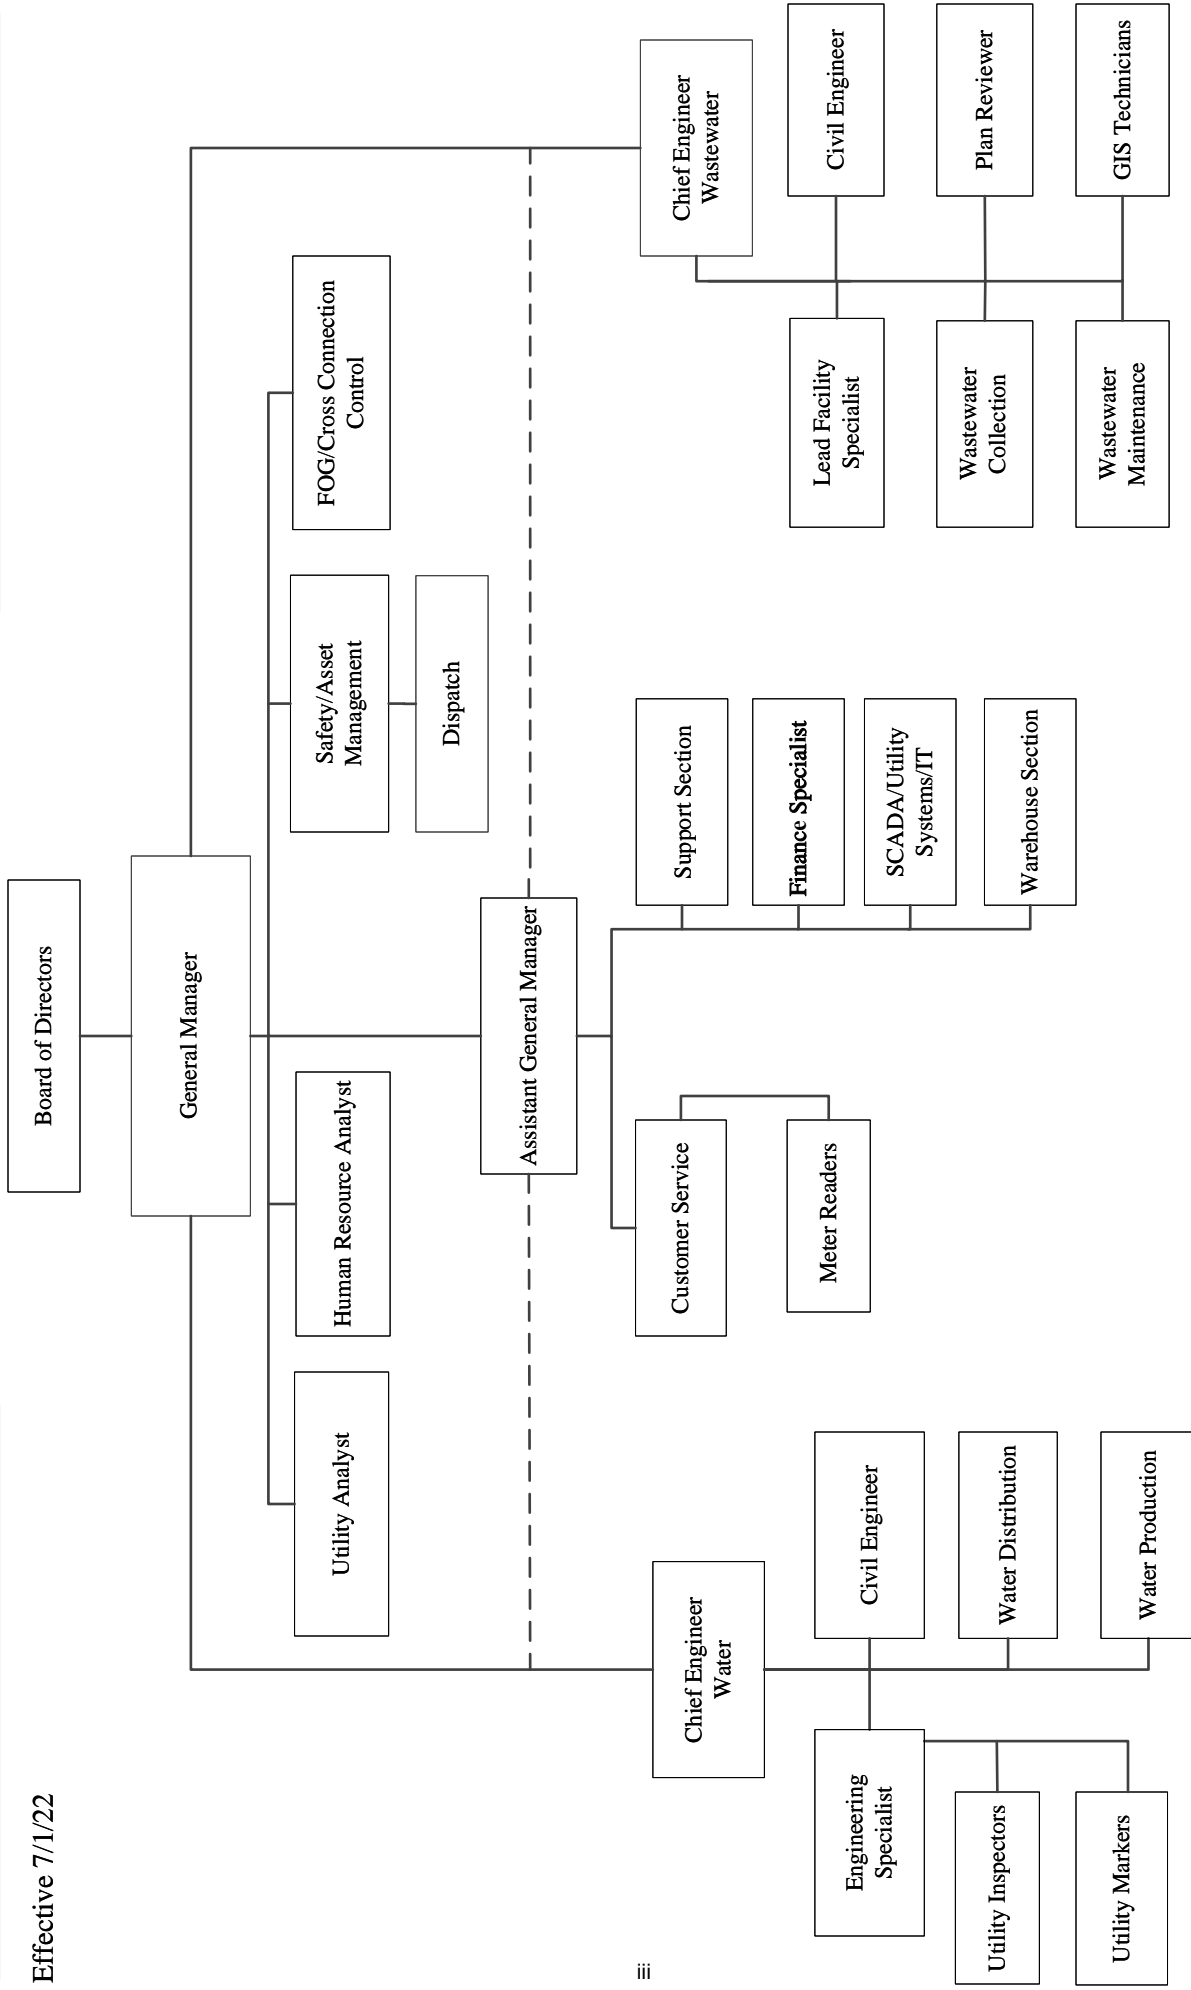 Effective 7/1/22
Board of Directors
General Manager
Utility Analyst
Human Resource Analyst
Safety/Asset
Management
FOG/Cross Connection
Control
Dispatch
Assistant General Manager
Chief Engineer
Water
Customer Service
Support Section
Chief Engineer
Wastewater
Meter Readers
Finance Specialist
SCADA/Utility
Systems/IT
Warehouse Section
Engineering
Specialist
Civil Engineer
Utility Inspectors
Water Distribution
Utility Markers
Water Production
Lead Facility
Specialist
Civil Engineer
Wastewater
Collection
Plan Reviewer
Wastewater
Maintenance
GIS Technicians
iii